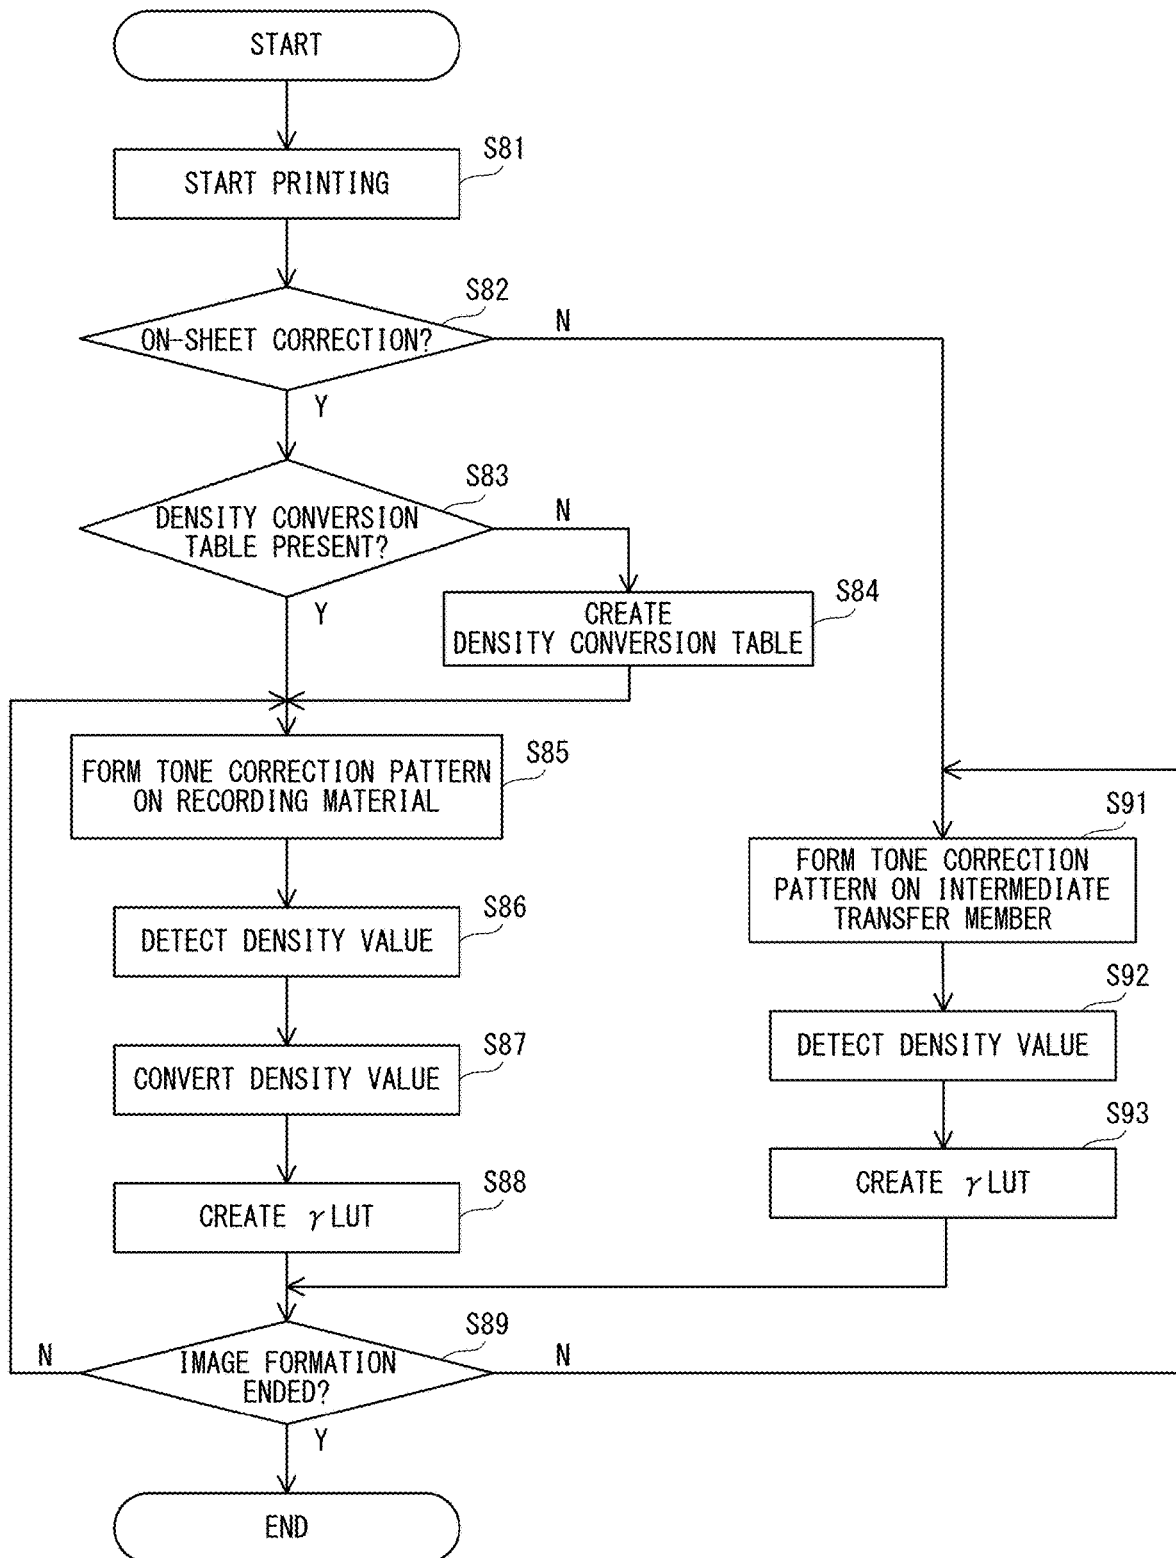 START
S81
START PRINTING
S82
ON-SHEET CORRECTION?
N
Y
S83
DENSITY CONVERSION
TABLE PRESENT?
N
Y
S84
CREATE
DENSITY CONVERSION TABLE
S85
FORM TONE CORRECTION PATTERN
ON RECORDING MATERIAL
S91
FORM TONE CORRECTION
PATTERN ON INTERMEDIATE
TRANSFER MEMBER
S86
DETECT DENSITY VALUE
S92
DETECT DENSITY VALUE
S87
CONVERT DENSITY VALUE
S93
CREATE γLUT
S88
CREATE γLUT
S89
IMAGE FORMATION
ENDED?
N
N
Y
END